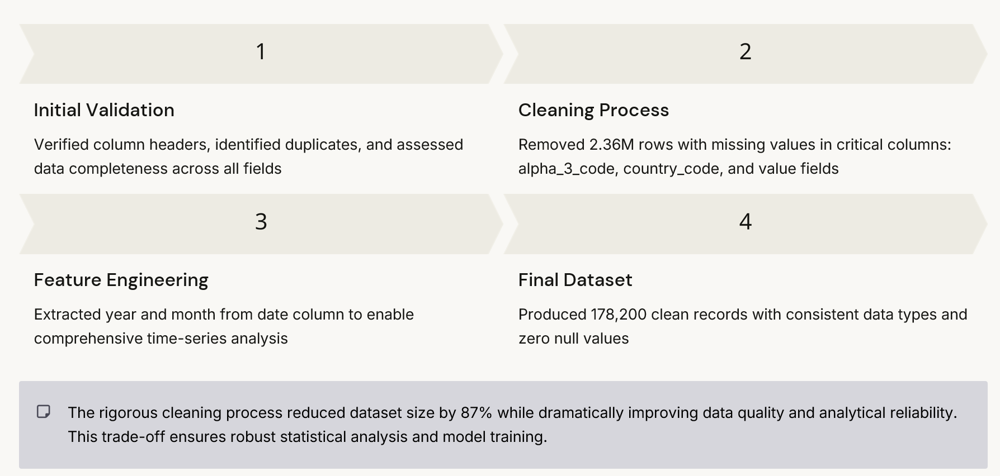 1
2
Initial Validation
Verified column headers, identified duplicates, and assessed
data completeness across all fields
Cleaning Process
Removed 2.36M rows with missing values in critical columns:
alpha_3_code, country_code, and value fields
3
4
Feature Engineering
Extracted year and month from date column to enable
comprehensive time-series analysis
Final Dataset
Produced 178,200 clean records with consistent data types and
zero null values
The rigorous cleaning process reduced dataset size by 87% while dramatically improving data quality and analytical reliability.
This trade-off ensures robust statistical analysis and model training.